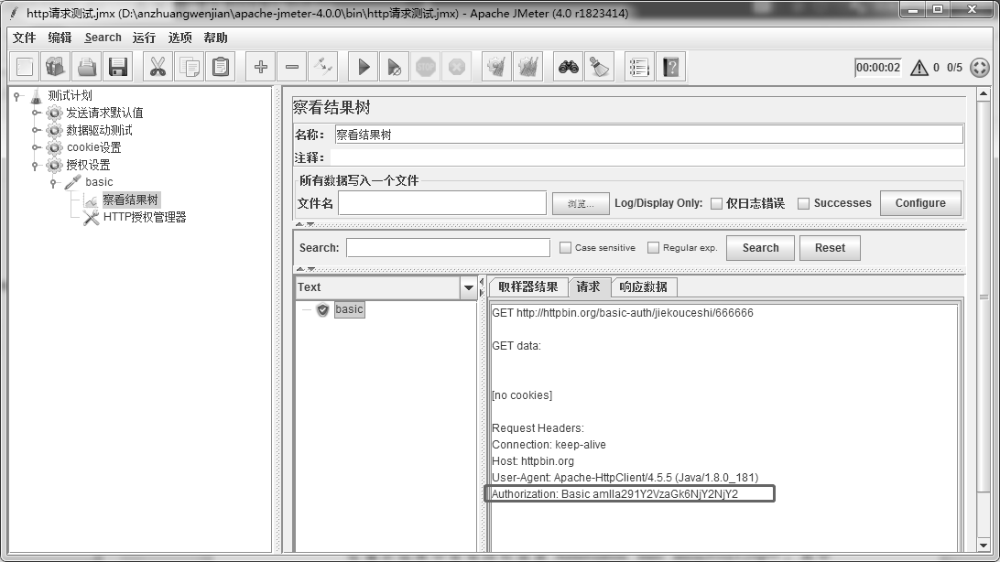 http请求测试.jmx (D:\anzhuangwenjian\apache-jmeter-4.0.0\bin\http请求测试.jmx) - Apache JMeter (4.0 r1823414)
文件 编辑 Search 运行 选项 帮助
STOP
00:00:02 0 0/5
测试计划
发送请求默认值
数据驱动测试
cookie设置
授权设置
basic
察看结果树
HTTP授权管理器
察看结果树
名称: 察看结果树
注释:
所有数据写入一个文件
文件名 浏览... Log/Display Only: 仅日志错误 Successes Configure
Search: Case sensitive Regular exp. Search Reset
Text
basic
取样器结果 请求 响应数据
GET http://httpbin.org/basic-auth/jiekouceshi/666666
GET data:
[no cookies]
Request Headers:
Connection: keep-alive
Host: httpbin.org
User-Agent: Apache-HttpClient/4.5.5 (Java/1.8.0_181)
Authorization: Basic amlla291Y2VzaGk6NjY2NjY2